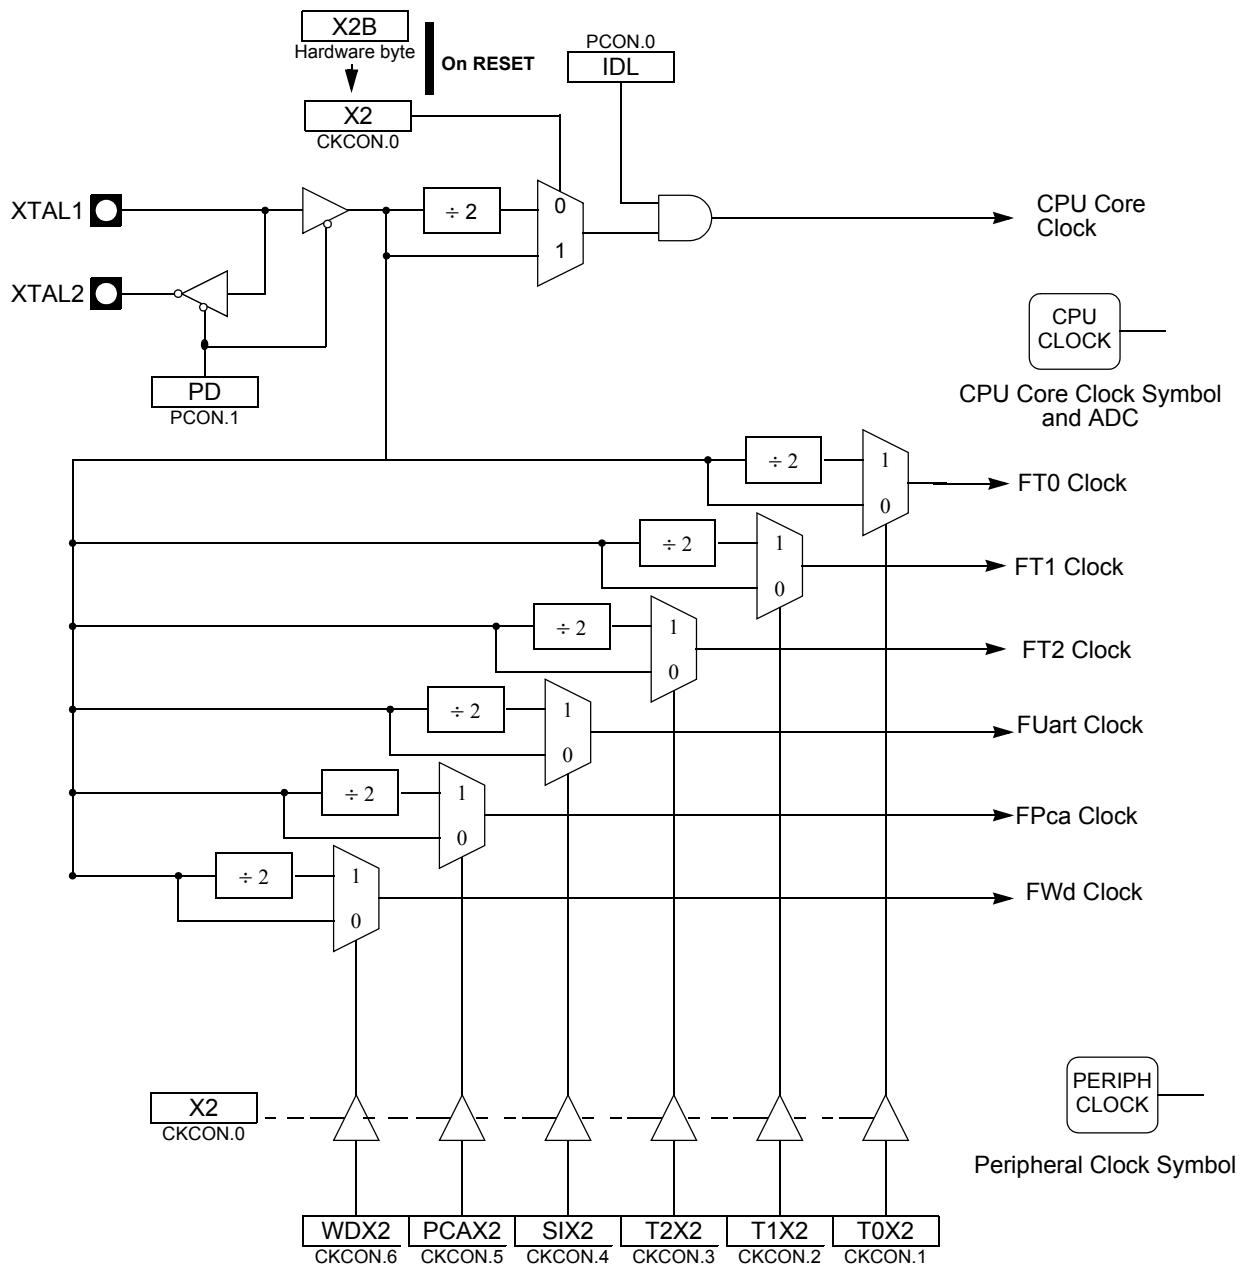 X2B
Hardware byte
On RESET
PCON.0
IDL
X2
CKCON.0
XTAL1
÷ 2
0
1
CPU Core
Clock
XTAL2
PD
PCON.1
CPU
CLOCK
CPU Core Clock Symbol
and ADC
÷ 2
1
0
FT0 Clock
÷ 2
1
0
FT1 Clock
÷ 2
1
0
FT2 Clock
÷ 2
1
0
FUart Clock
÷ 2
1
0
FPca Clock
÷ 2
1
0
FWd Clock
X2
CKCON.0
PERIPH
CLOCK
Peripheral Clock Symbol
WDX2
CKCON.6
PCAX2
CKCON.5
SIX2
CKCON.4
T2X2
CKCON.3
T1X2
CKCON.2
T0X2
CKCON.1